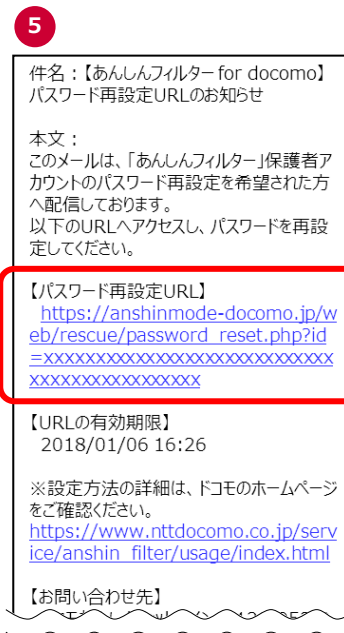 5
件名：【あんしんフィルター for docomo】
パスワード再設定URLのお知らせ
本文：
このメールは、「あんしんフィルター」保護者ア
カウントのパスワード再設定を希望された方
へ配信しております。
以下のURLへアクセスし、パスワードを再設
定してください。
【パスワード再設定URL】
https://anshinmode-docomo.jp/w
eb/rescue/password_reset.php?id
=xxxxxxxxxxxxxxxxxxxxxxxxxxxx
xxxxxxxxxxxxxxxxx
【URLの有効期限】
2018/01/06 16:26
※設定方法の詳細は、ドコモのホームページ
をご確認ください。
https://www.nttdocomo.co.jp/serv
ice/anshin_filter/usage/index.html
【お問い合わせ先】